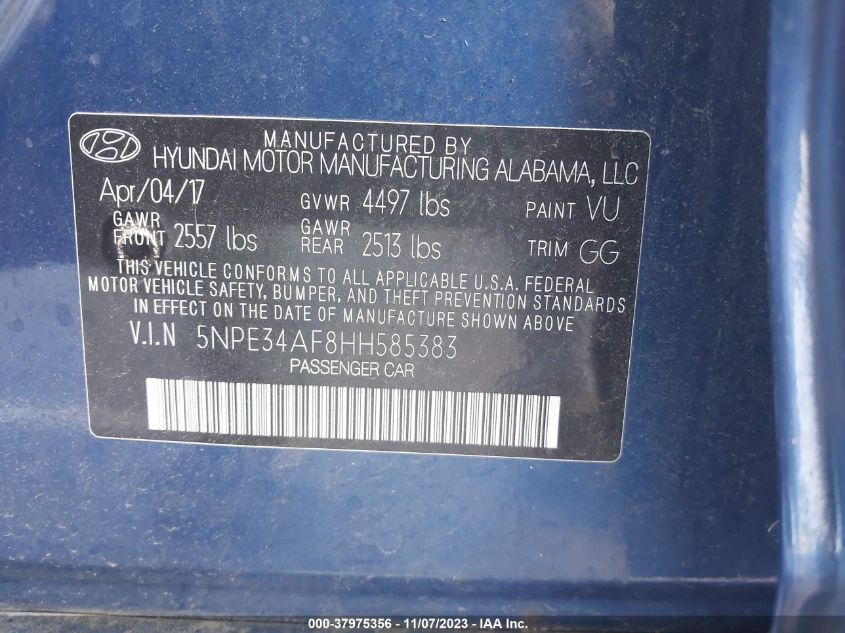 MANUFACTURED BY
HYUNDAI MOTOR MANUFACTURING ALABAMA, LLC
Apr/04/17 GVWR 4497 lbs PAINT VU
GAWR FRONT 2557 lbs GAWR REAR 2513 lbs TRIM GG
THIS VEHICLE CONFORMS TO ALL APPLICABLE U.S.A. FEDERAL
MOTOR VEHICLE SAFETY, BUMPER, AND THEFT PREVENTION STANDARDS
IN EFFECT ON THE DATE OF MANUFACTURE SHOWN ABOVE
V.I.N 5NPE34AF8HH585383
PASSENGER CAR
000-37975356 - 11/07/2023 - IAA Inc.